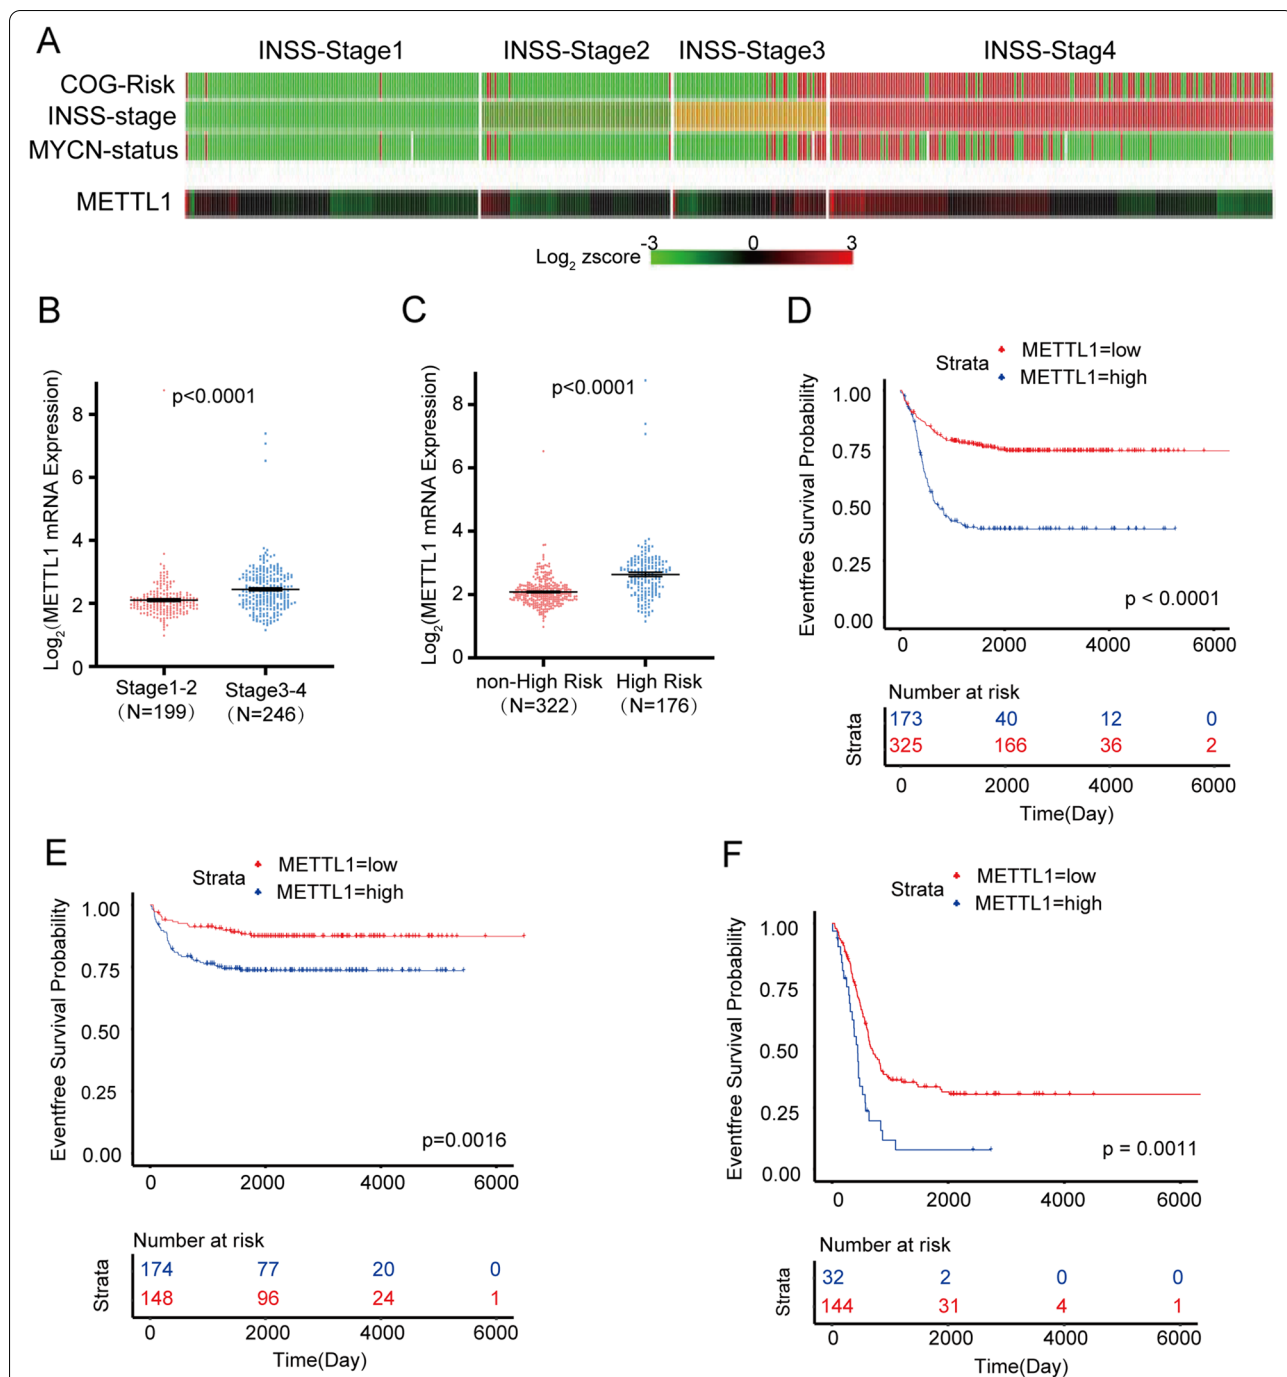 A
INSS-Stage1 INSS-Stage2 INSS-Stage3 INSS-Stag4
COG-Risk
INSS-stage
MYCN-status
METTL1
-3 0 3
Log2 zscore
B
Log2(METTL1 mRNA Expression)
p<0.0001
8
6
4
2
0
Stage1-2 Stage3-4
(N=199) (N=246)
C
Log2(METTL1 mRNA Expression)
p<0.0001
8
6
4
2
0
non-High Risk High Risk
(N=322) (N=176)
D
Strata
METTL1=low
METTL1=high
Eventfree Survival Probability
1.00
0.75
0.50
0.25
0.00
p < 0.0001
0 2000 4000 6000
Number at risk
Strata
173 40 12 0
325 166 36 2
0 2000 4000 6000
Time(Day)
E
Strata
METTL1=low
METTL1=high
Eventfree Survival Probability
1.00
0.75
0.50
0.25
0.00
p=0.0016
0 2000 4000 6000
Number at risk
Strata
174 77 20 0
148 96 24 1
0 2000 4000 6000
Time(Day)
F
Strata
METTL1=low
METTL1=high
Eventfree Survival Probability
1.00
0.75
0.50
0.25
0.00
p = 0.0011
0 2000 4000 6000
Number at risk
Strata
32 2 0 0
144 31 4 1
0 2000 4000 6000
Time(Day)